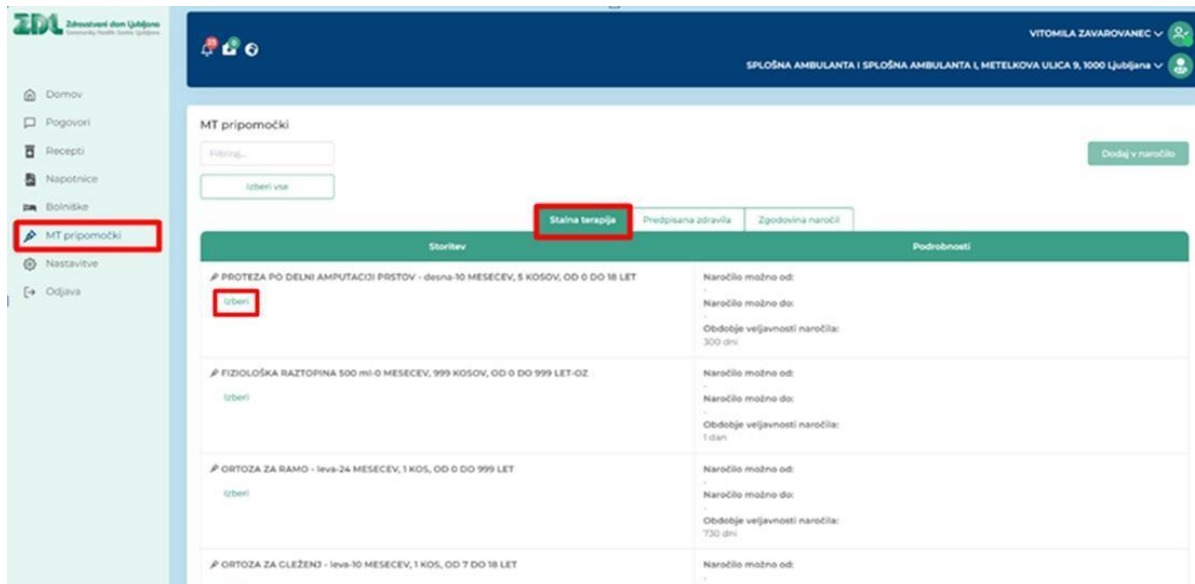 ZDL Zdravstveni dom Ljubljana
Community Health Centre Ljubljana
VITOMILA ZAVAROVANEC
SPLOŠNA AMBULANTA I SPLOŠNA AMBULANTA I, METELKOVA ULICA 9, 1000 Ljubljana
Domov
Pogovori
Recepti
Napotnice
Bolniške
MT pripomočki
Nastavitve
Odjava
MT pripomočki
Filtriraj...
Dodaj v naročilo
Izberi vse
Stalna terapija
Predpisana zdravila
Zgodovina naročil
Storitev
Podrobnosti
PROTEZA PO DELNI AMPUTACIJI PRSTOV - desna-10 MESECEV, 5 KOSOV, OD 0 DO 18 LET
Izberi
Naročilo možno od:
-
Naročilo možno do:
-
Obdobje veljavnosti naročila:
300 dni
FIZIOLOŠKA RAZTOPINA 500 ml-0 MESECEV, 999 KOSOV, OD 0 DO 999 LET-OZ
Izberi
Naročilo možno od:
-
Naročilo možno do:
-
Obdobje veljavnosti naročila:
1 dan
ORTOZA ZA RAMO - leva-24 MESECEV, 1 KOS, OD 0 DO 999 LET
Izberi
Naročilo možno od:
-
Naročilo možno do:
-
Obdobje veljavnosti naročila:
730 dni
ORTOZA ZA GLEŽENJ - leva-10 MESECEV, 1 KOS, OD 7 DO 18 LET
Naročilo možno od:
-